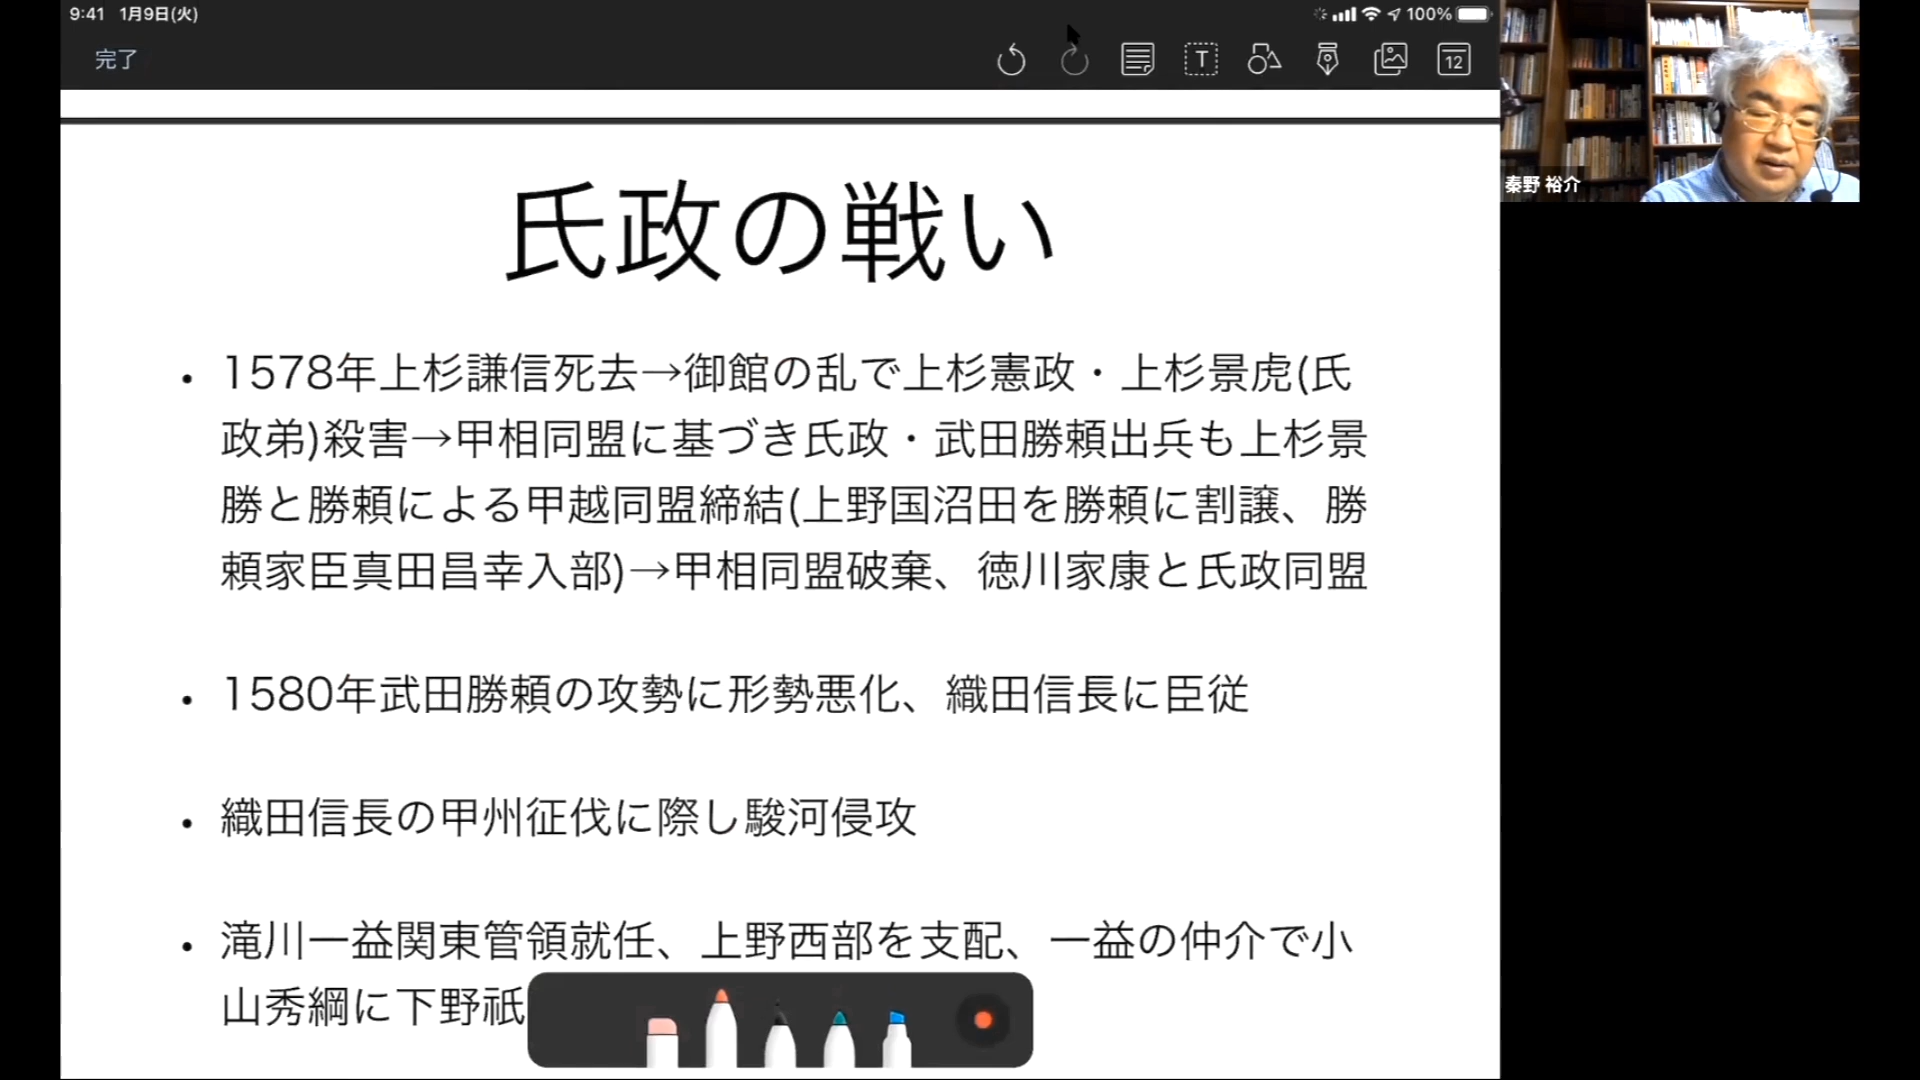 9:41 1月9日(火)
100%
完了
T
12
秦野 裕介
氏政の戦い
• 1578年上杉謙信死去→御館の乱で上杉憲政・上杉景虎(氏
政弟)殺害→甲相同盟に基づき氏政・武田勝頼出兵も上杉景
勝と勝頼による甲越同盟締結(上野国沼田を勝頼に割譲、勝
頼家臣真田昌幸入部)→甲相同盟破棄、徳川家康と氏政同盟
• 1580年武田勝頼の攻勢に形勢悪化、織田信長に臣従
• 織田信長の甲州征伐に際し駿河侵攻
• 滝川一益関東管領就任、上野西部を支配、一益の仲介で小
山秀綱に下野祇